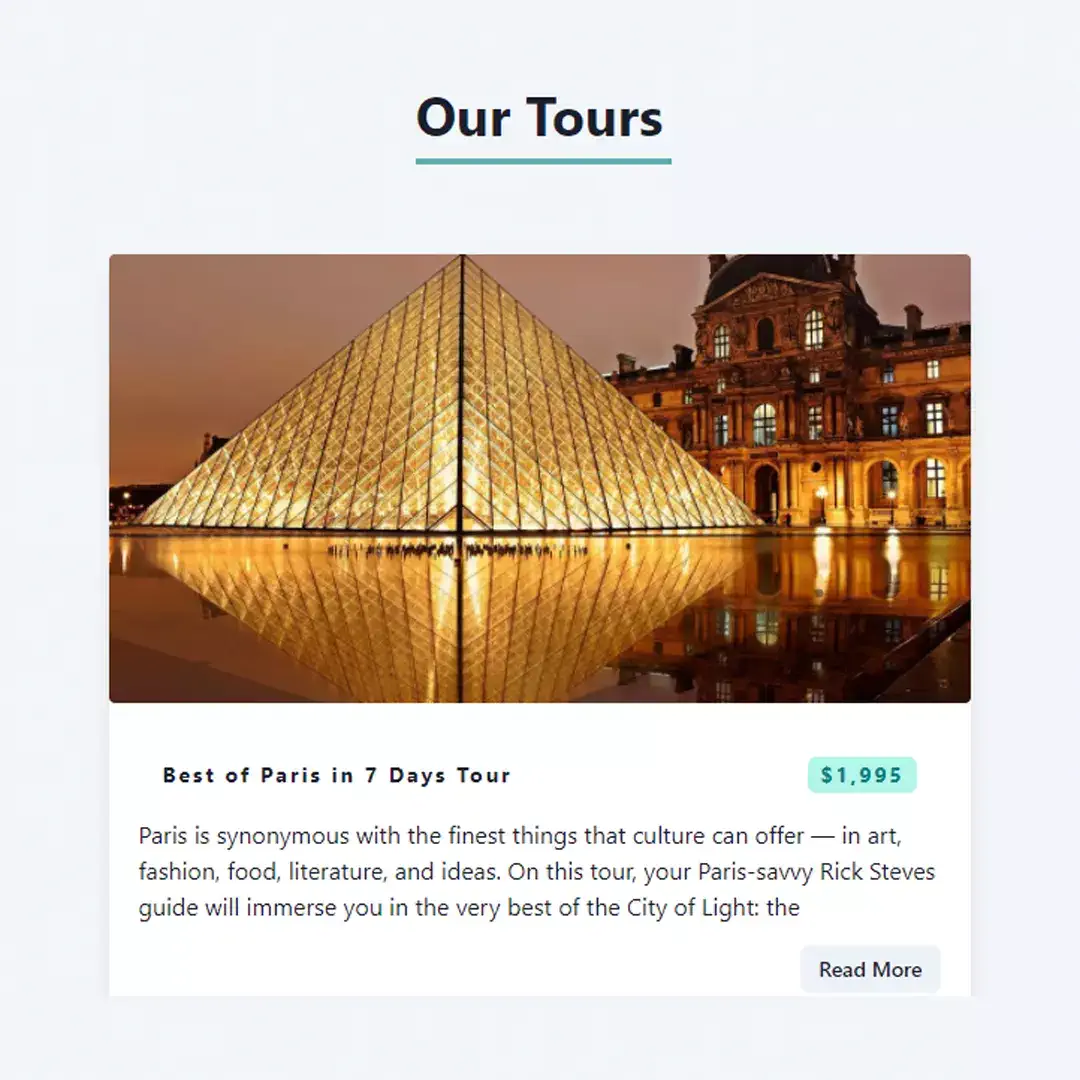 Our Tours
Best of Paris in 7 Days Tour
$1,995
Paris is synonymous with the finest things that culture can offer — in art,
fashion, food, literature, and ideas. On this tour, your Paris-savvy Rick Steves
guide will immerse you in the very best of the City of Light: the
Read More